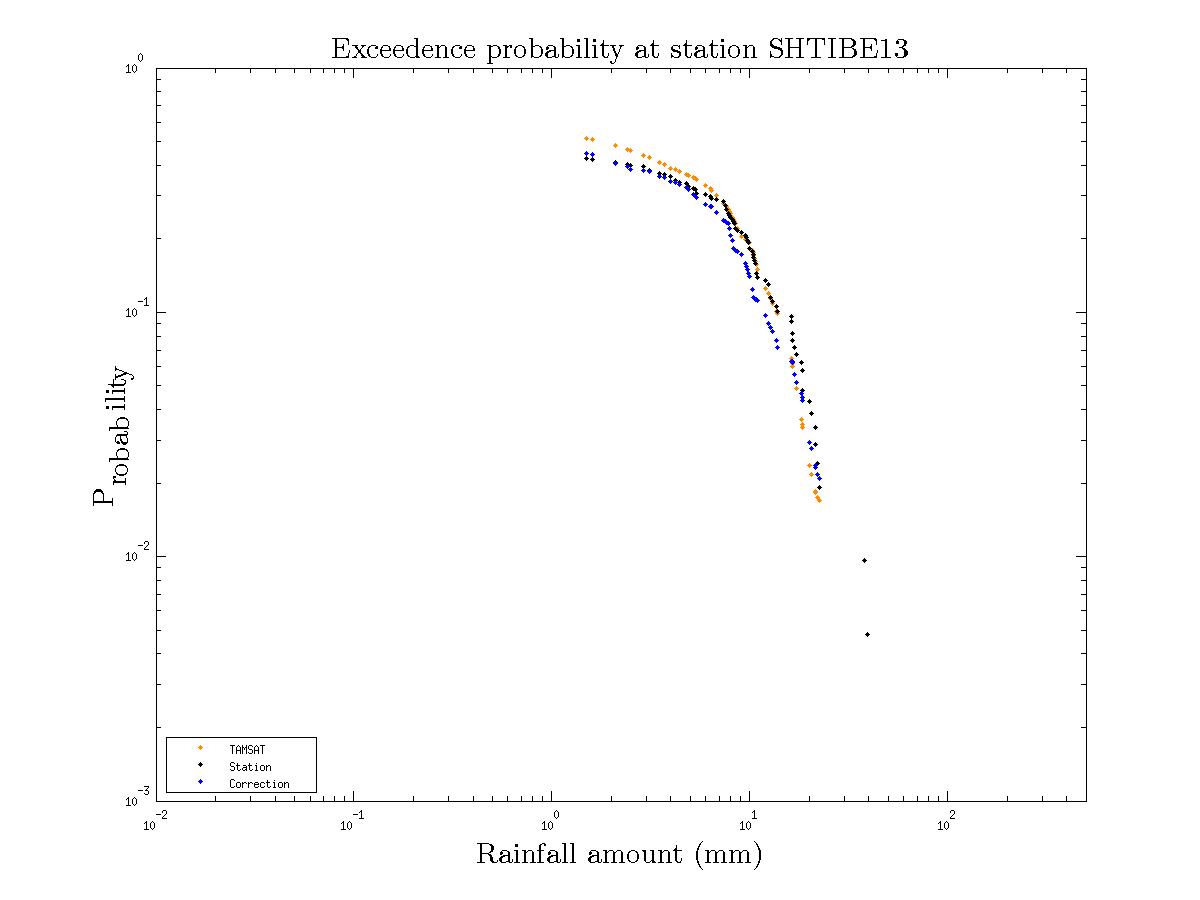 Exceedence probability at station SHTIBE13
10^0
10^-1
10^-2
10^-3
Probability
TAMSAT
Station
Correction
10^-2 10^-1 10^0 10^1 10^2
Rainfall amount (mm)